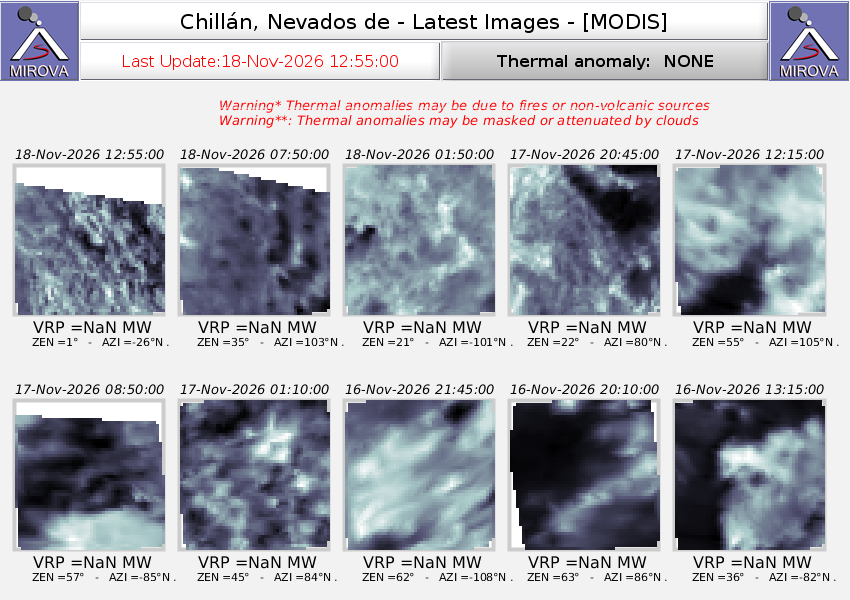 Chillán, Nevados de - Latest Images - [MODIS]
MIROVA
Last Update:18-Nov-2026 12:55:00
Thermal anomaly: NONE
MIROVA
Warning* Thermal anomalies may be due to fires or non-volcanic sources
Warning**: Thermal anomalies may be masked or attenuated by clouds
18-Nov-2026 12:55:00 18-Nov-2026 07:50:00 18-Nov-2026 01:50:00 17-Nov-2026 20:45:00 17-Nov-2026 12:15:00
VRP =NaN MW VRP =NaN MW VRP =NaN MW VRP =NaN MW VRP =NaN MW
ZEN =1° - AZI =-26°N . ZEN =35° - AZI =103°N . ZEN =21° - AZI =-101°N . ZEN =22° - AZI =80°N . ZEN =55° - AZI =105°N .
17-Nov-2026 08:50:00 17-Nov-2026 01:10:00 16-Nov-2026 21:45:00 16-Nov-2026 20:10:00 16-Nov-2026 13:15:00
VRP =NaN MW VRP =NaN MW VRP =NaN MW VRP =NaN MW VRP =NaN MW
ZEN =57° - AZI =-85°N . ZEN =45° - AZI =84°N . ZEN =62° - AZI =-108°N . ZEN =63° - AZI =86°N . ZEN =36° - AZI =-82°N .